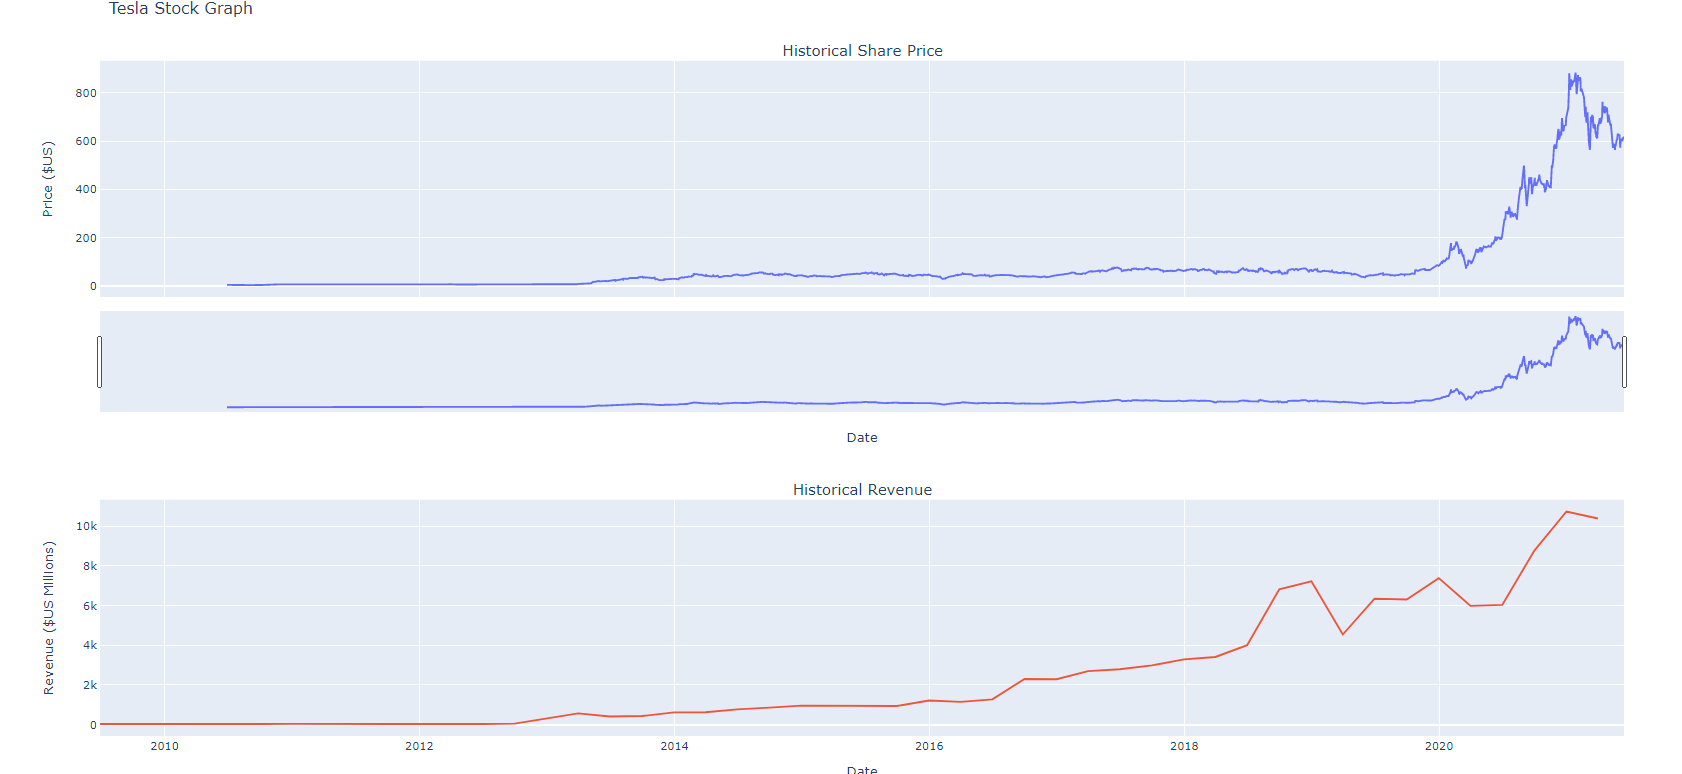 Tesla Stock Graph
Historical Share Price
800
600
400
200
0
Price ($US)
Date
Historical Revenue
10k
8k
6k
4k
2k
0
Revenue ($US Millions)
2010 2012 2014 2016 2018 2020
Date